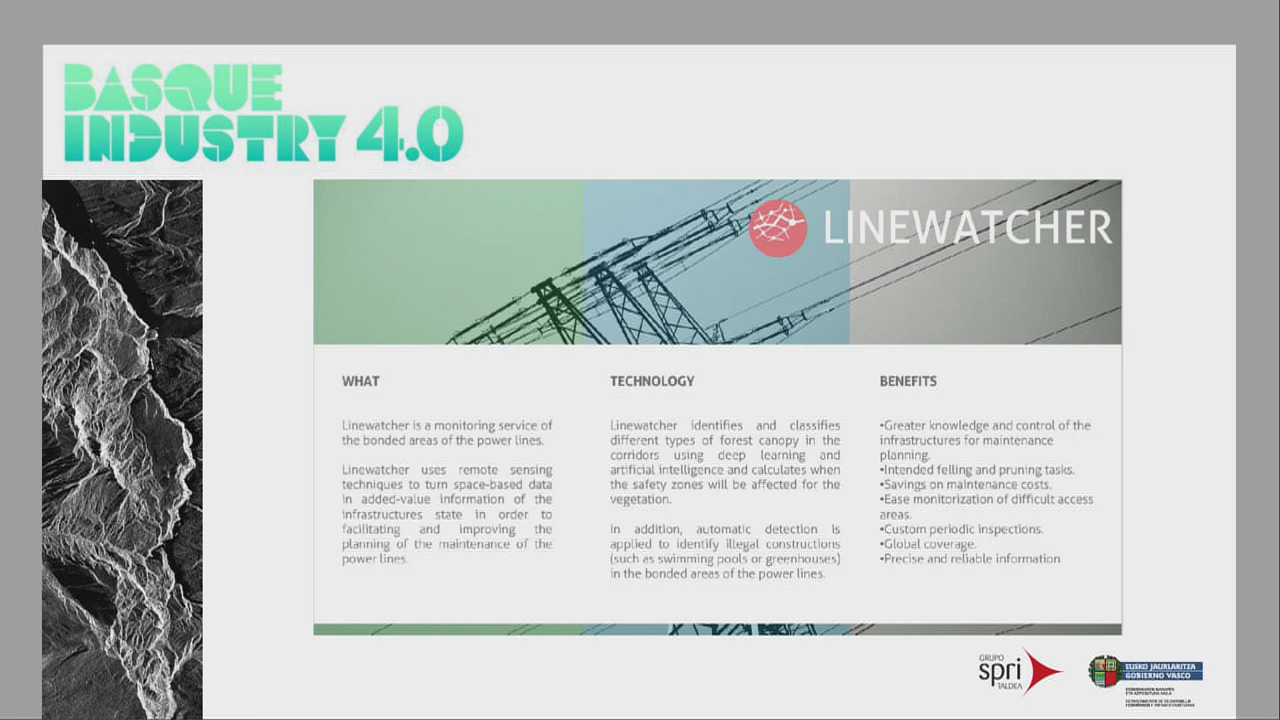 BASQUE
INDUSTRY 4.0
LINEWATCHER
WHAT
Linewatcher is a monitoring service of
the bonded areas of the power lines.
Linewatcher uses remote sensing
techniques to turn space-based data
in added-value information of the
infrastructures state in order to
facilitating and improving the
planning of the maintenance of the
power lines.
TECHNOLOGY
Linewatcher identifies and classifies
different types of forest canopy in the
corridors using deep learning and
artificial intelligence and calculates when
the safety zones will be affected for the
vegetation.
In addition, automatic detection is
applied to identify illegal constructions
(such as swimming pools or greenhouses)
in the bonded areas of the power lines.
BENEFITS
•Greater knowledge and control of the
infrastructures for maintenance
planning.
•Intended felling and pruning tasks.
•Savings on maintenance costs.
•Ease monitorization of difficult access
areas.
•Custom periodic inspections.
•Global coverage.
•Precise and reliable information
GRUPO
spri
TALDEA
EUSKO JAURLARITZA
GOBIERNO VASCO